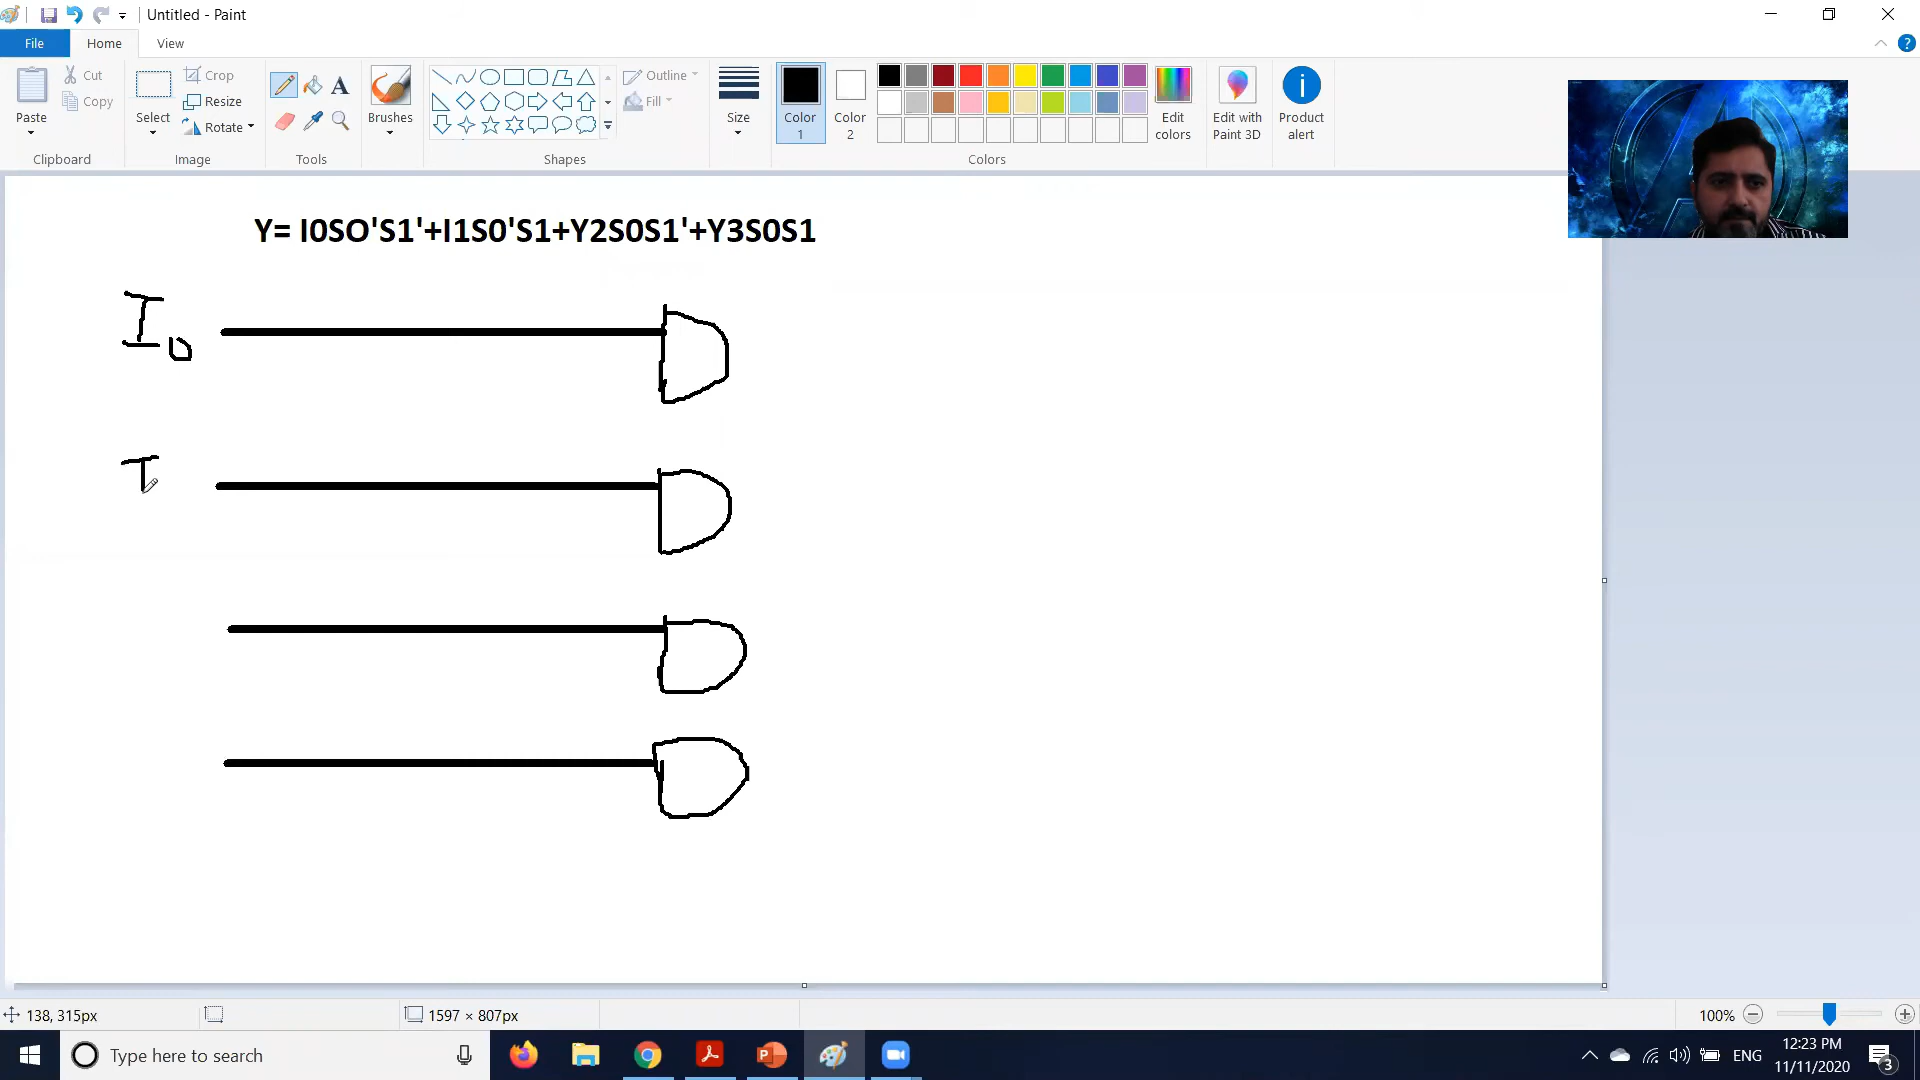 Untitled - Paint
File Home View
Paste
Cut
Copy
Clipboard
Select
Crop
Resize
Rotate
Image
Tools
Brushes
Shapes
Outline
Fill
Size
Color 1
Color 2
Colors
Edit colors
Edit with Paint 3D
Product alert
Y= I0SO'S1'+I1S0'S1+Y2S0S1'+Y3S0S1
I0
138, 315px
1597 × 807px
100%
Type here to search
ENG
12:23 PM
11/11/2020
3